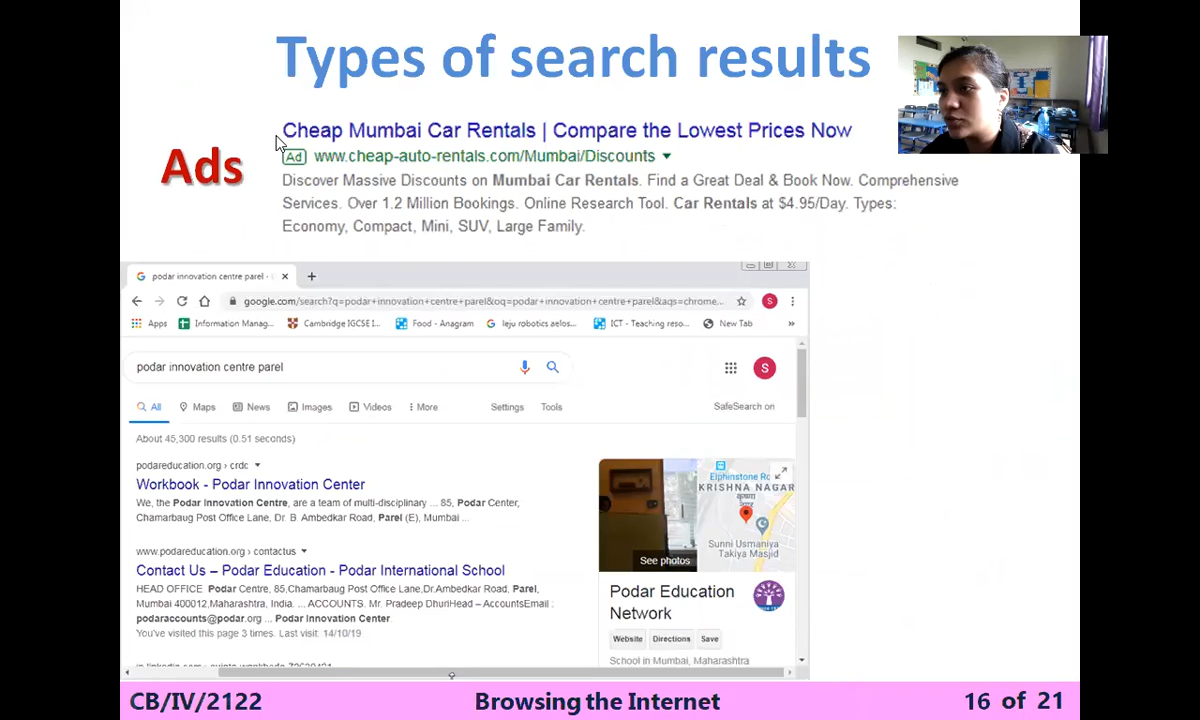 Types of search results
Ads
Cheap Mumbai Car Rentals | Compare the Lowest Prices Now
Ad www.cheap-auto-rentals.com/Mumbai/Discounts
Discover Massive Discounts on Mumbai Car Rentals. Find a Great Deal & Book Now. Comprehensive
Services. Over 1.2 Million Bookings. Online Research Tool. Car Rentals at $4.95/Day. Types:
Economy, Compact, Mini, SUV, Large Family.
podar innovation centre parel -
google.com/search?q=podar+innovation+centre+parel&oq=podar+innovation+centre+parel&aqs=chrome...
S
Apps Information Manag... Cambridge IGCSE I... Food - Anagram leju robotics aelos... ICT - Teaching reso... New Tab »
podar innovation centre parel
S
All Maps News Images Videos More Settings Tools SafeSearch on
About 45,300 results (0.51 seconds)
podareducation.org › crdc
Workbook - Podar Innovation Center
We, the Podar Innovation Centre, are a team of multi-disciplinary ... 85, Podar Center,
Chamarbaug Post Office Lane, Dr. B. Ambedkar Road, Parel (E), Mumbai ...
www.podareducation.org › contactus
Contact Us – Podar Education - Podar International School
HEAD OFFICE Podar Centre, 85,Chamarbaug Post Office Lane,Dr.Ambedkar Road, Parel,
Mumbai 400012,Maharashtra, India. ... ACCOUNTS. Mr. Pradeep DhuriHead – AccountsEmail :
podaraccounts@podar.org ... Podar Innovation Center.
You've visited this page 3 times. Last visit: 14/10/19
See photos
Elphinstone Rd
KRISHNA NAGAR
कृष्णा
नगर
Sunni Usmaniya
Takiya Masjid
Podar Education
Network
Website Directions Save
School in Mumbai, Maharashtra
CB/IV/2122 Browsing the Internet 16 of 21